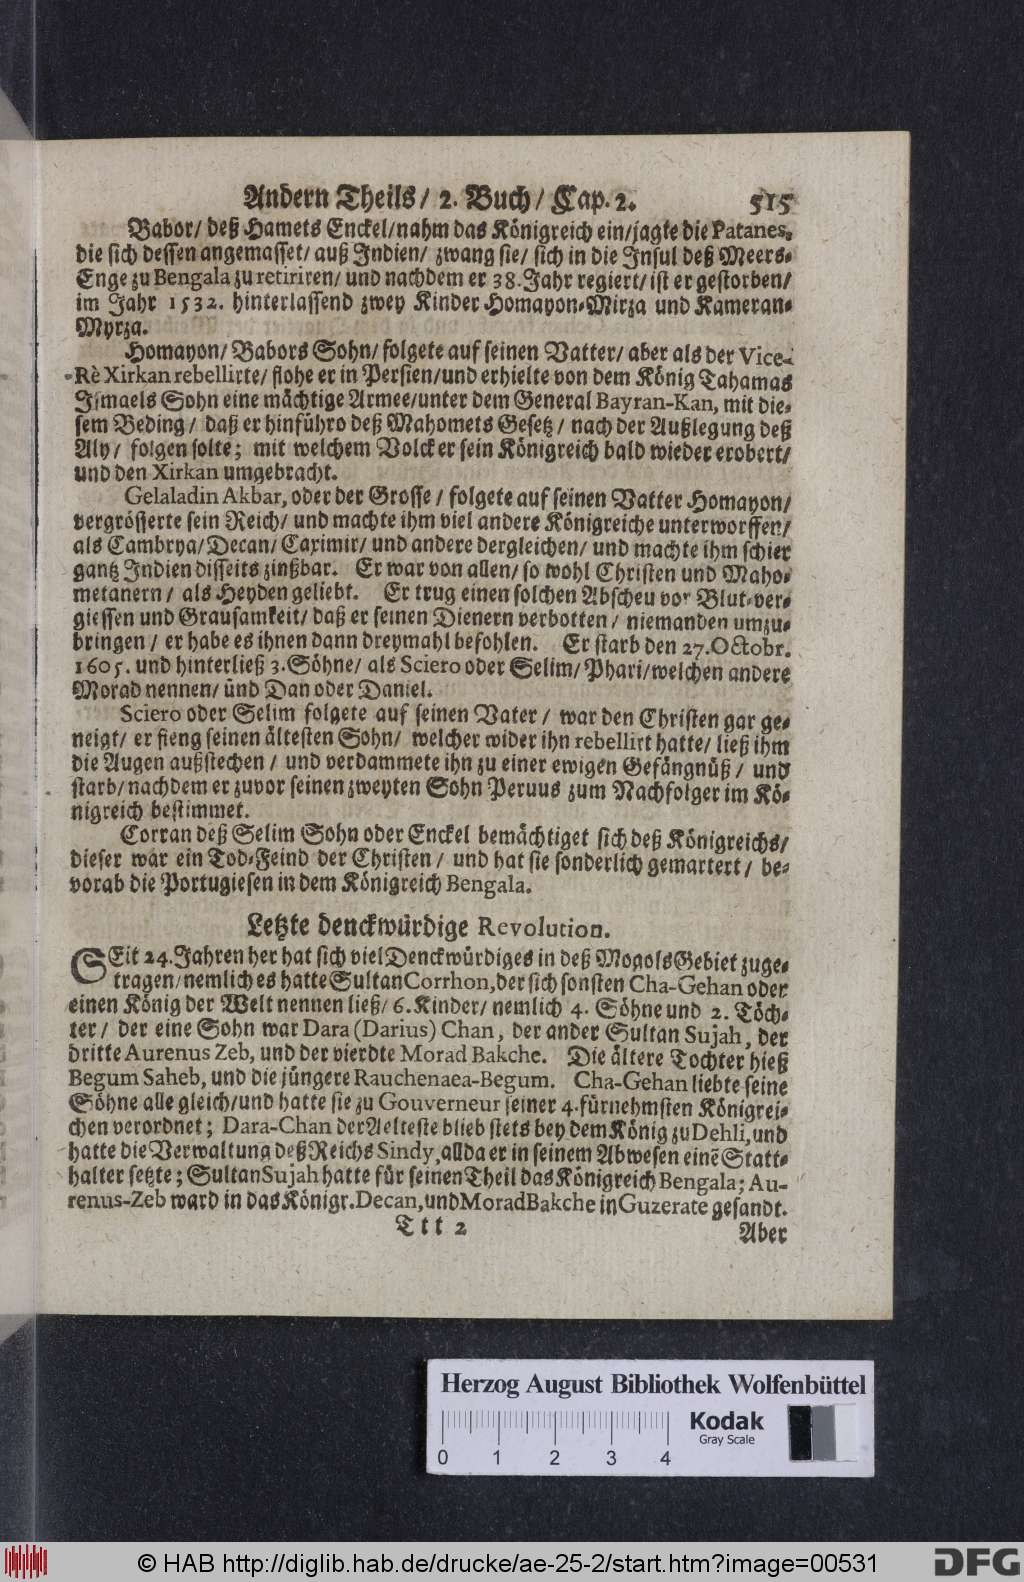 Andern Theils/ 2. Buch/ Cap. 2. 515
Babor/ deß Hamets Enckel/ nahm das Königreich ein/ jagte die Patanes,
die sich dessen angemasset/ auß Indien/ zwang sie/ sich in die Insul deß Meers-
Enge zu Bengala zu retiriren/ und nachdem er 38. Jahr regiert/ ist er gestorben/
im Jahr 1532. hinterlassend zwey Kinder Homayon-Mirza und Kameran-
Myrza.
Homayon/ Babors Sohn/ folgete auf seinen Vatter/ aber als der Vice-
Rè Xirkan rebellirte/ flohe er in Persien/ und erhielte von dem König Tahamas
Ismaels Sohn eine mächtige Armee/ unter dem General Bayran-Kan, mit die-
sem Beding/ daß er hinführo deß Mahomets Gesetz/ nach der Außlegung deß
Aly/ folgen solte; mit welchem Volck er sein Königreich bald wieder erobert/
und den Xirkan umgebracht.
Gelaladin Akbar, oder der Grosse/ folgete auf seinen Vatter Homayon/
vergrösserte sein Reich/ und machte ihm viel andere Königreiche unterworffen/
als Cambrya/ Decan/ Caximir/ und andere dergleichen/ und machte ihm schier
gantz Indien disseits zinßbar. Er war von allen/ so wohl Christen und Maho-
metanern/ als Heyden geliebt. Er trug einen solchen Abscheu vor Blut-ver-
giessen und Grausamkeit/ daß er seinen Dienern verbotten/ niemanden umzu-
bringen/ er habe es ihnen dann dreymahl befohlen. Er starb den 27. Octobr.
1605. und hinterließ 3. Söhne/ als Sciero oder Selim/ Phari/ welchen andere
Morad nennen/ und Dan oder Daniel.
Sciero oder Selim folgete auf seinen Vater/ war den Christen gar ge-
neigt/ er fieng seinen ältesten Sohn/ welcher wider ihn rebellirt hatte/ ließ ihm
die Augen außstechen/ und verdammete ihn zu einer ewigen Gefängnüß/ und
starb/ nachdem er zuvor seinen zweyten Sohn Peruus zum Nachfolger im Kö-
nigreich bestimmet.
Corran deß Selim Sohn oder Enckel bemächtiget sich deß Königreichs/
dieser war ein Tod-Feind der Christen/ und hat sie sonderlich gemartert/ be-
vorab die Portugiesen in dem Königreich Bengala.
Letzte denckwürdige Revolution.
SEit 24. Jahren her hat sich viel Denckwürdiges in deß Mogols Gebiet zuge-
tragen/ nemlich es hatte Sultan Corrhon, der sich sonsten Cha-Gehan oder
einen König der Welt nennen ließ/ 6. Kinder/ nemlich 4. Söhne und 2. Töch-
ter/ der eine Sohn war Dara (Darius) Chan, der ander Sultan Sujah, der
dritte Aurenus Zeb, und der vierdte Morad Bakche. Die ältere Tochter hieß
Begum Saheb, und die jüngere Rauchenaea-Begum. Cha-Gehan liebte seine
Söhne alle gleich/ und hatte sie zu Gouverneur seiner 4. fürnehmsten Königrei-
chen verordnet; Dara-Chan der Aelteste blieb stets bey dem König zu Dehli, und
hatte die Verwaltung deß Reichs Sindy, allda er in seinem Abwesen einē Statt-
halter setzte; Sultan Sujah hatte für seinen Theil das Königreich Bengala; Au-
renus-Zeb ward in das Königr. Decan, und Morad Bakche in Guzerate gesandt.
Ttt 2 Aber
Herzog August Bibliothek Wolfenbüttel
0 1 2 3 4
Kodak
Gray Scale
© HAB http://diglib.hab.de/drucke/ae-25-2/start.htm?image=00531
DFG